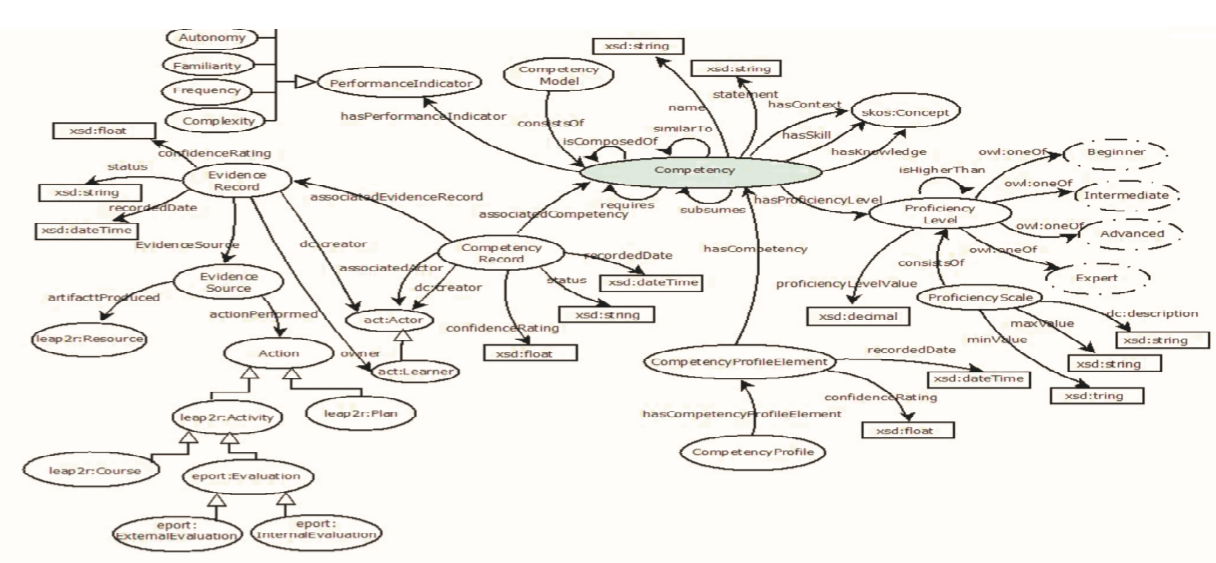 Autonomy
Familiarity
Frequency
Complexity
PerformanceIndicator
hasPerformanceIndicator
Competency
Model
consistsOf
isComposedOf
similarTo
name
xsd:string
xsd:string
statement
hasContext
hasSkill
hasKnowledge
skos:Concept
Competency
requires
subsumes
hasProficiencyLevel
isHigherThan
Proficiency
Level
owl:oneOf
Beginner
owl:oneOf
Intermediate
owl:oneOf
Advanced
owl:oneOf
Expert
consistsOf
proficiencyLevelValue
xsd:decimal
ProficiencyScale
dc:description
xsd:string
maxValue
xsd:string
minValue
xsd:tring
xsd:float
confidenceRating
status
xsd:string
recordedDate
xsd:dateTime
Evidence
Record
associatedEvidenceRecord
associatedCompetency
EvidenceSource
dc:creator
Evidence
Source
artifacttProduced
actionPerformed
leap2r:Resource
Competency
Record
associatedActor
dc:creator
recordedDate
xsd:dateTime
status
xsd:string
confidenceRating
xsd:float
act:Actor
owner
act:Learner
Action
leap2r:Activity
leap2r:Plan
leap2r:Course
eport:Evaluation
eport:
ExternalEvaluation
eport:
InternalEvaluation
hasCompetency
CompetencyProfileElement
recordedDate
xsd:dateTime
confidenceRating
xsd:float
hasCompetencyProfileElement
CompetencyProfile